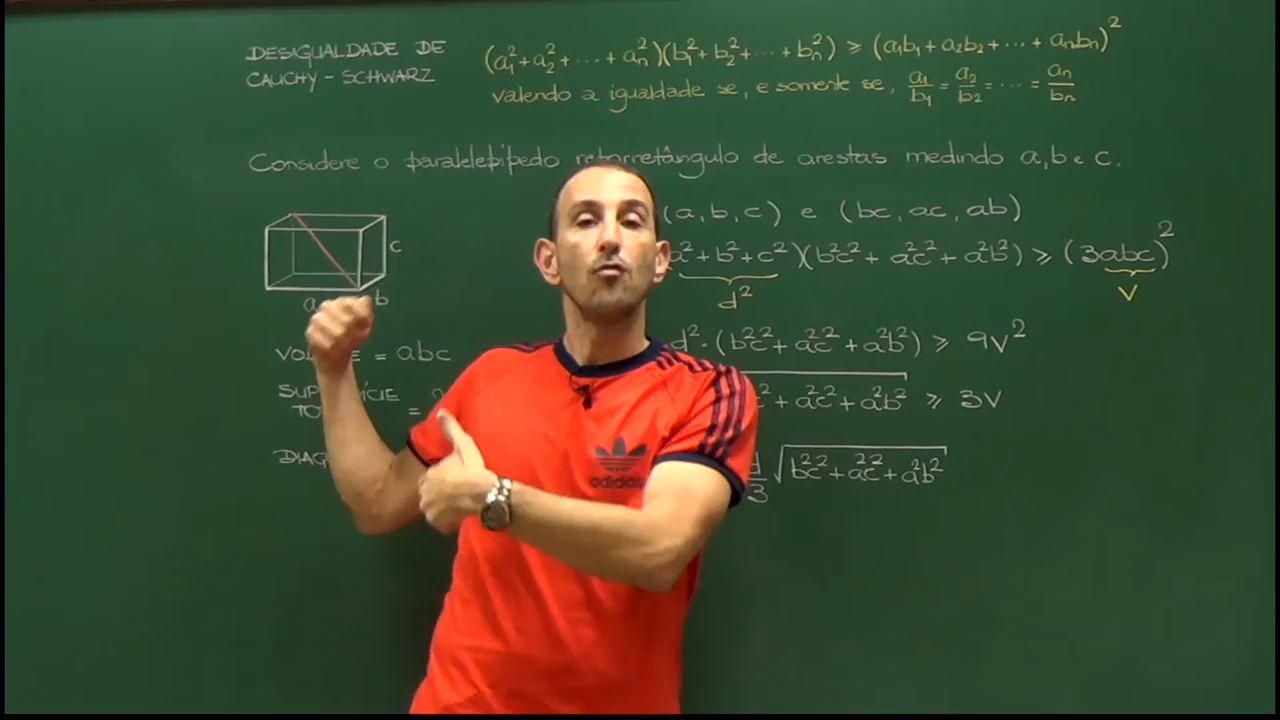 DESIGUALDADE DE
CAUCHY-SCHWARZ
(a₁²+a₂²+...+aₙ²)(b₁²+b₂²+...+bₙ²) ≥ (a₁b₁+a₂b₂+...+aₙbₙ)²
valendo a igualdade se, e somente se, a₁/b₁ = a₂/b₂ = ... = aₙ/bₙ
Considere o paralelepípedo retorretângulo de arestas medindo a, b e c.
(a, b, c) e (bc, ac, ab)
a²+b²+c²)(b²c²+a²c²+a²b²) ≥ (3abc)²
d²
V
c
a
b
d²·(b²c²+a²c²+a²b²) ≥ 9V²
= abc
c²+a²c²+a²b² ≥ 3V
=
d/3 √b²c²+a²c²+a²b²
adidas